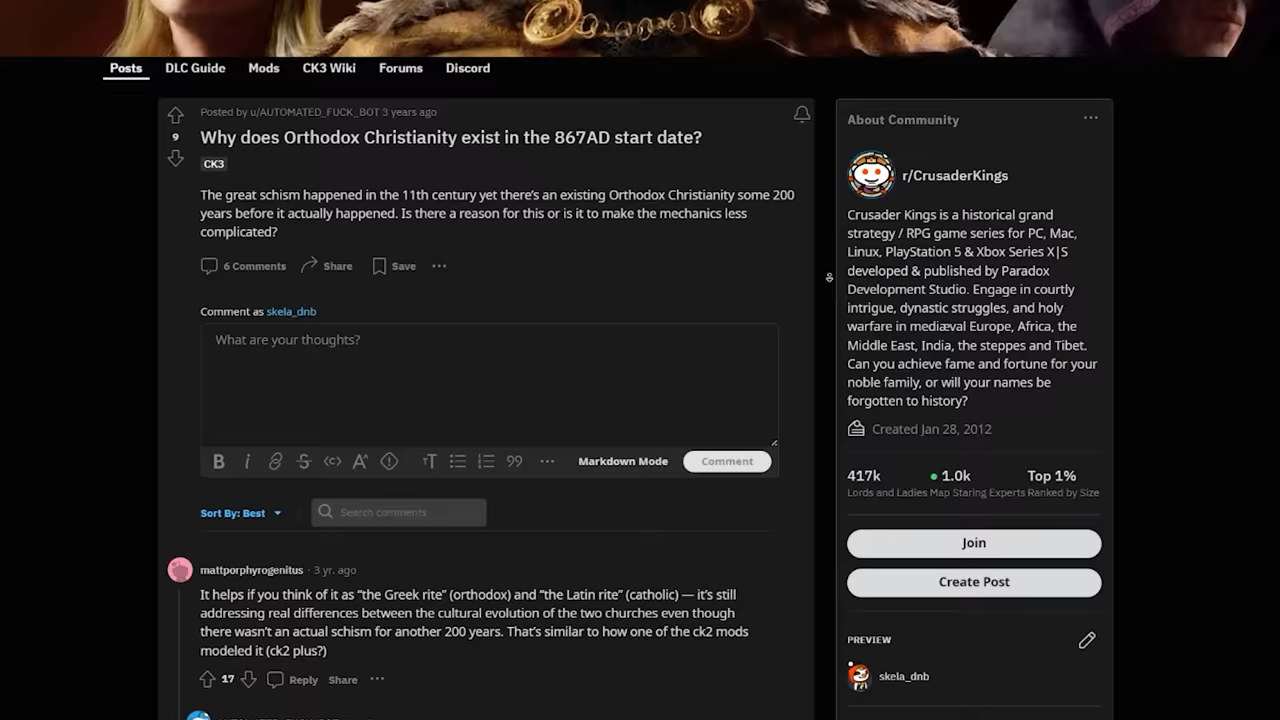 Posts DLC Guide Mods CK3 Wiki Forums Discord
Posted by u/AUTOMATED_FUCK_BOT 3 years ago
9
Why does Orthodox Christianity exist in the 867AD start date?
CK3
The great schism happened in the 11th century yet there's an existing Orthodox Christianity some 200
years before it actually happened. Is there a reason for this or is it to make the mechanics less
complicated?
6 Comments Share Save
Comment as skela_dnb
What are your thoughts?
Markdown Mode Comment
Sort By: Best Search comments
mattporphyrogenitus · 3 yr. ago
It helps if you think of it as “the Greek rite” (orthodox) and “the Latin rite” (catholic) — it's still
addressing real differences between the cultural evolution of the two churches even though
there wasn't an actual schism for another 200 years. That's similar to how one of the ck2 mods
modeled it (ck2 plus?)
17 Reply Share
About Community
r/CrusaderKings
Crusader Kings is a historical grand
strategy / RPG game series for PC, Mac,
Linux, PlayStation 5 & Xbox Series X|S
developed & published by Paradox
Development Studio. Engage in courtly
intrigue, dynastic struggles, and holy
warfare in mediæval Europe, Africa, the
Middle East, India, the steppes and Tibet.
Can you achieve fame and fortune for your
noble family, or will your names be
forgotten to history?
Created Jan 28, 2012
417k 1.0k Top 1%
Lords and Ladies Map Staring Experts Ranked by Size
Join
Create Post
PREVIEW
skela_dnb